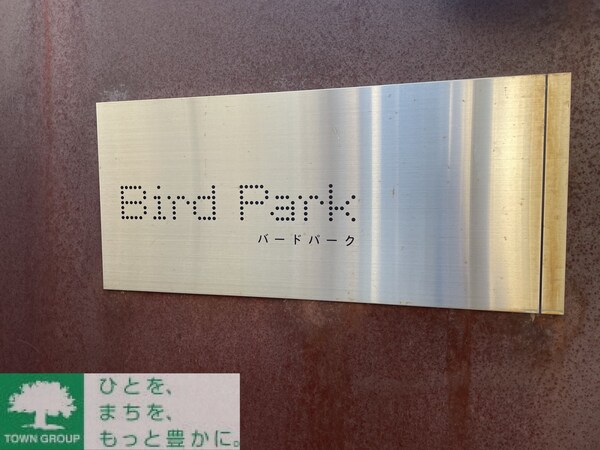 Bird Park
バードパーク
TOWN GROUP
ひとを、
まちを、
もっと豊かに。